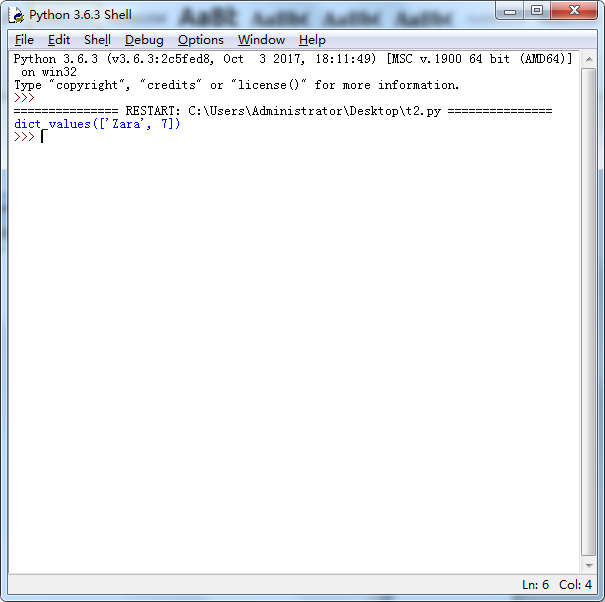 Python 3.6.3 Shell
File Edit Shell Debug Options Window Help
Python 3.6.3 (v3.6.3:2c5fed8, Oct  3 2017, 18:11:49) [MSC v.1900 64 bit (AMD64)]
 on win32
Type "copyright", "credits" or "license()" for more information.
>>>
=============== RESTART: C:\Users\Administrator\Desktop\t2.py ===============
dict_values(['Zara', 7])
>>>
Ln: 6 Col: 4